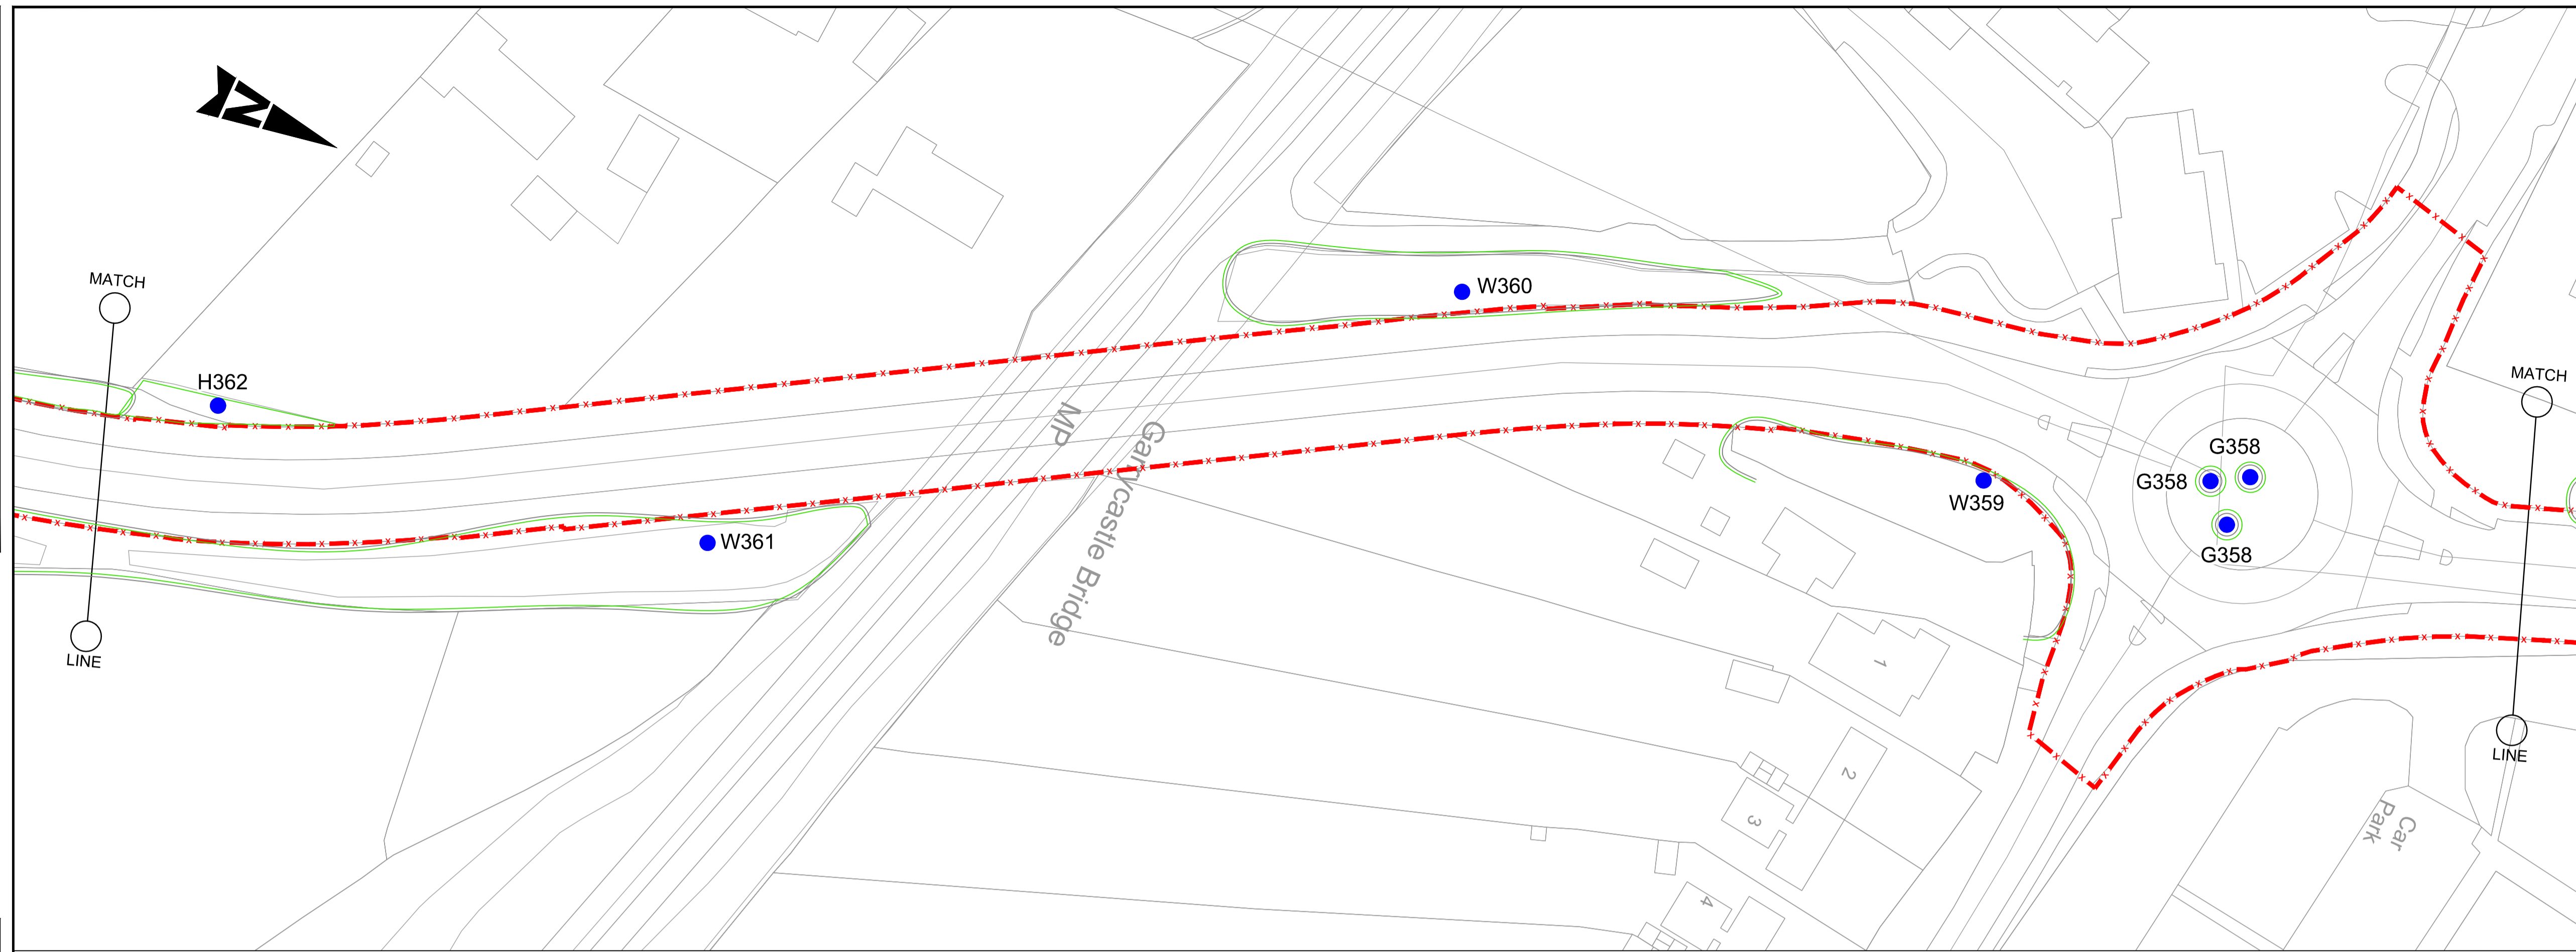 N
MATCH
LINE
H362
W361
MP
Garrycastle Bridge
W360
W359
G358
G358
G358
MATCH
LINE
1
2
3
4
Car
Park